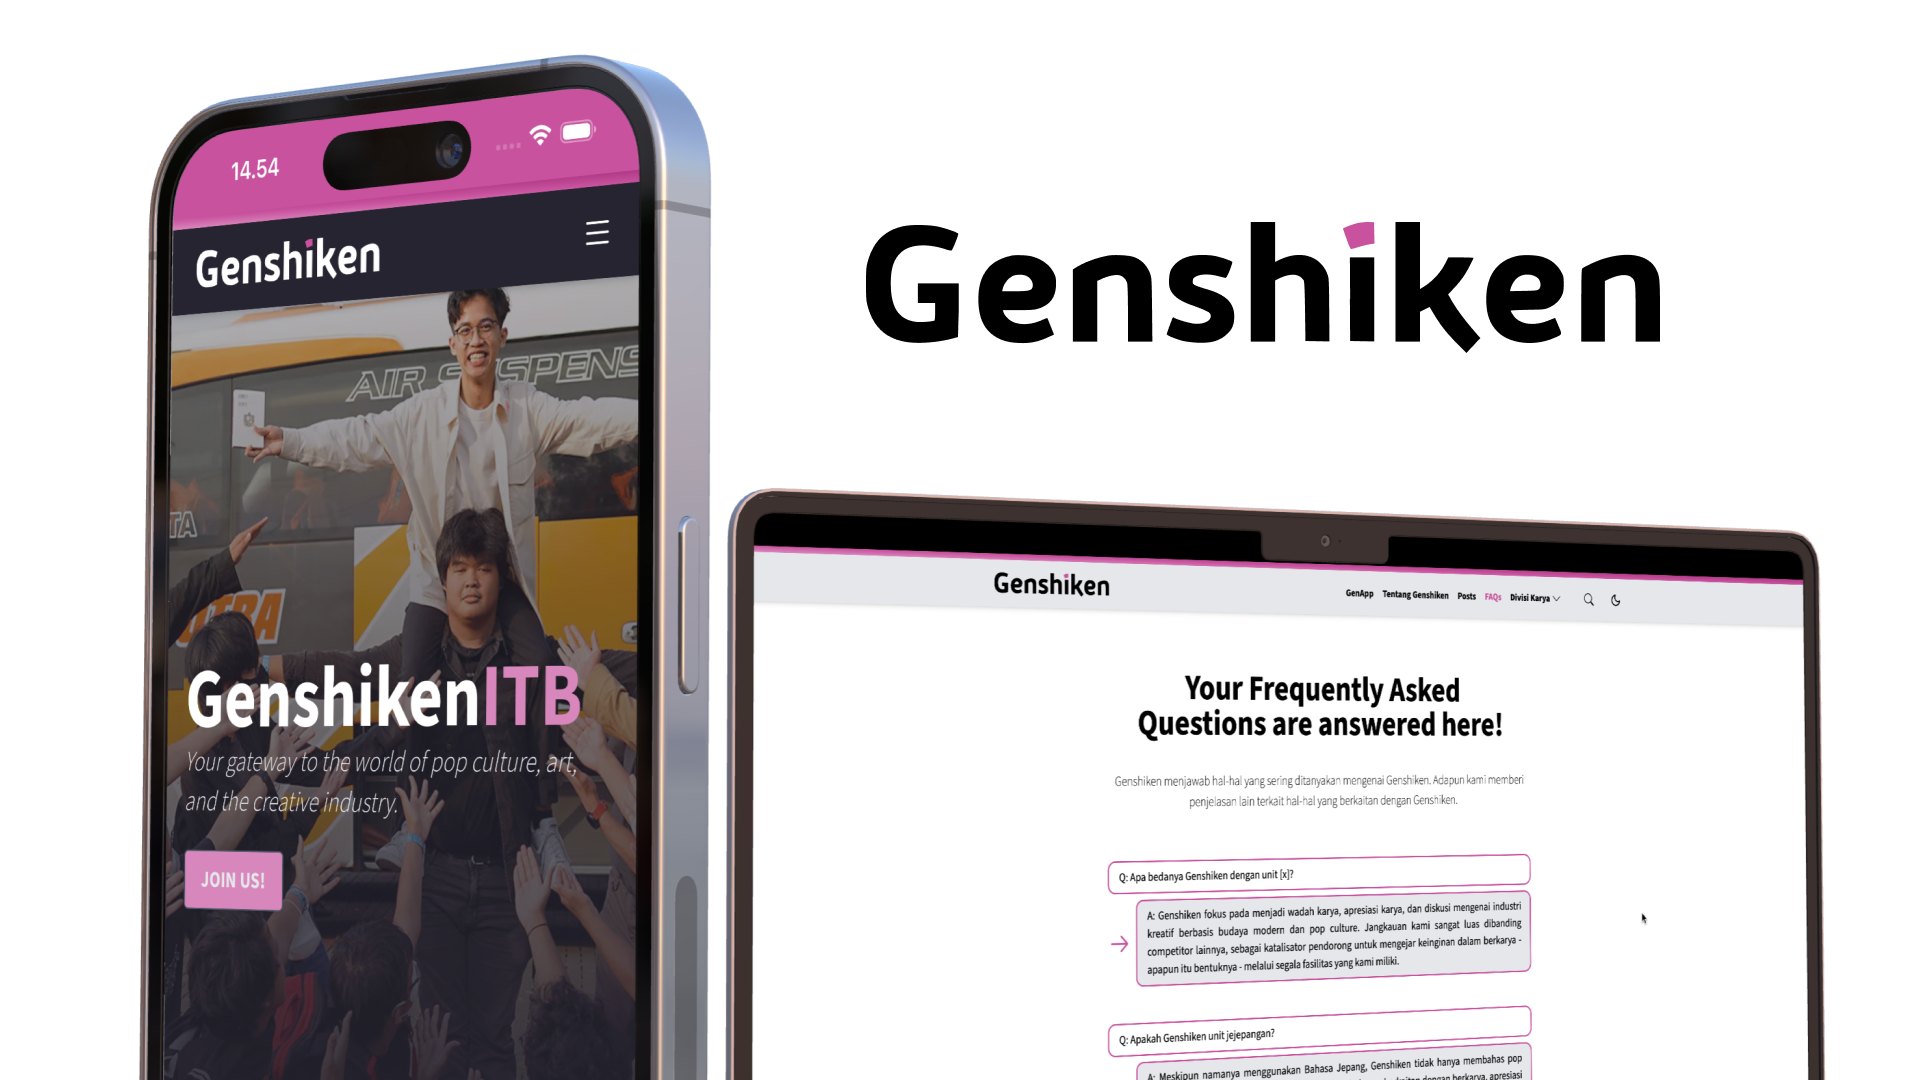 14.54
Genshiken
AIR SUSPENS
TA
GenshikenITB
Your gateway to the world of pop culture, art,
and the creative industry.
JOIN US!
Genshiken
Genshiken
GenApp Tentang Genshiken Posts FAQs Divisi Karya
Your Frequently Asked
Questions are answered here!
Genshiken menjawab hal-hal yang sering ditanyakan mengenai Genshiken. Adapun kami memberi
penjelasan lain terkait hal-hal yang berkaitan dengan Genshiken.
Q: Apa bedanya Genshiken dengan unit [x]?
A: Genshiken fokus pada menjadi wadah karya, apresiasi karya, dan diskusi mengenai industri
kreatif berbasis budaya modern dan pop culture. Jangkauan kami sangat luas dibanding
competitor lainnya, sebagai katalisator pendorong untuk mengejar keinginan dalam berkarya -
apapun itu bentuknya - melalui segala fasilitas yang kami miliki.
Q: Apakah Genshiken unit jejepangan?
A: Meskipun namanya menggunakan Bahasa Jepang, Genshiken tidak hanya membahas pop
dengan berkarya, apresiasi